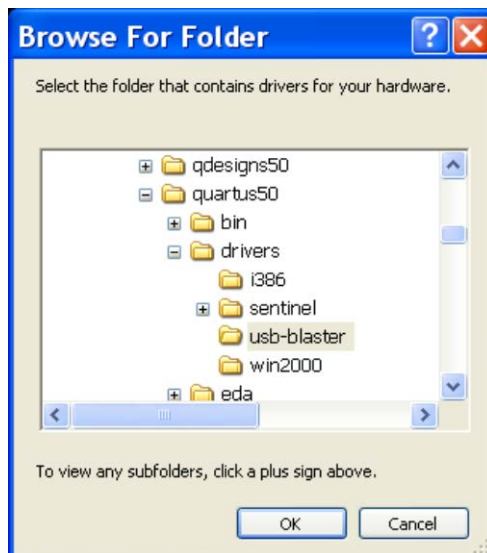 Browse For Folder
Select the folder that contains drivers for your hardware.
qdesigns50
quartus50
bin
drivers
i386
sentinel
usb-blaster
win2000
eda
To view any subfolders, click a plus sign above.
OK Cancel